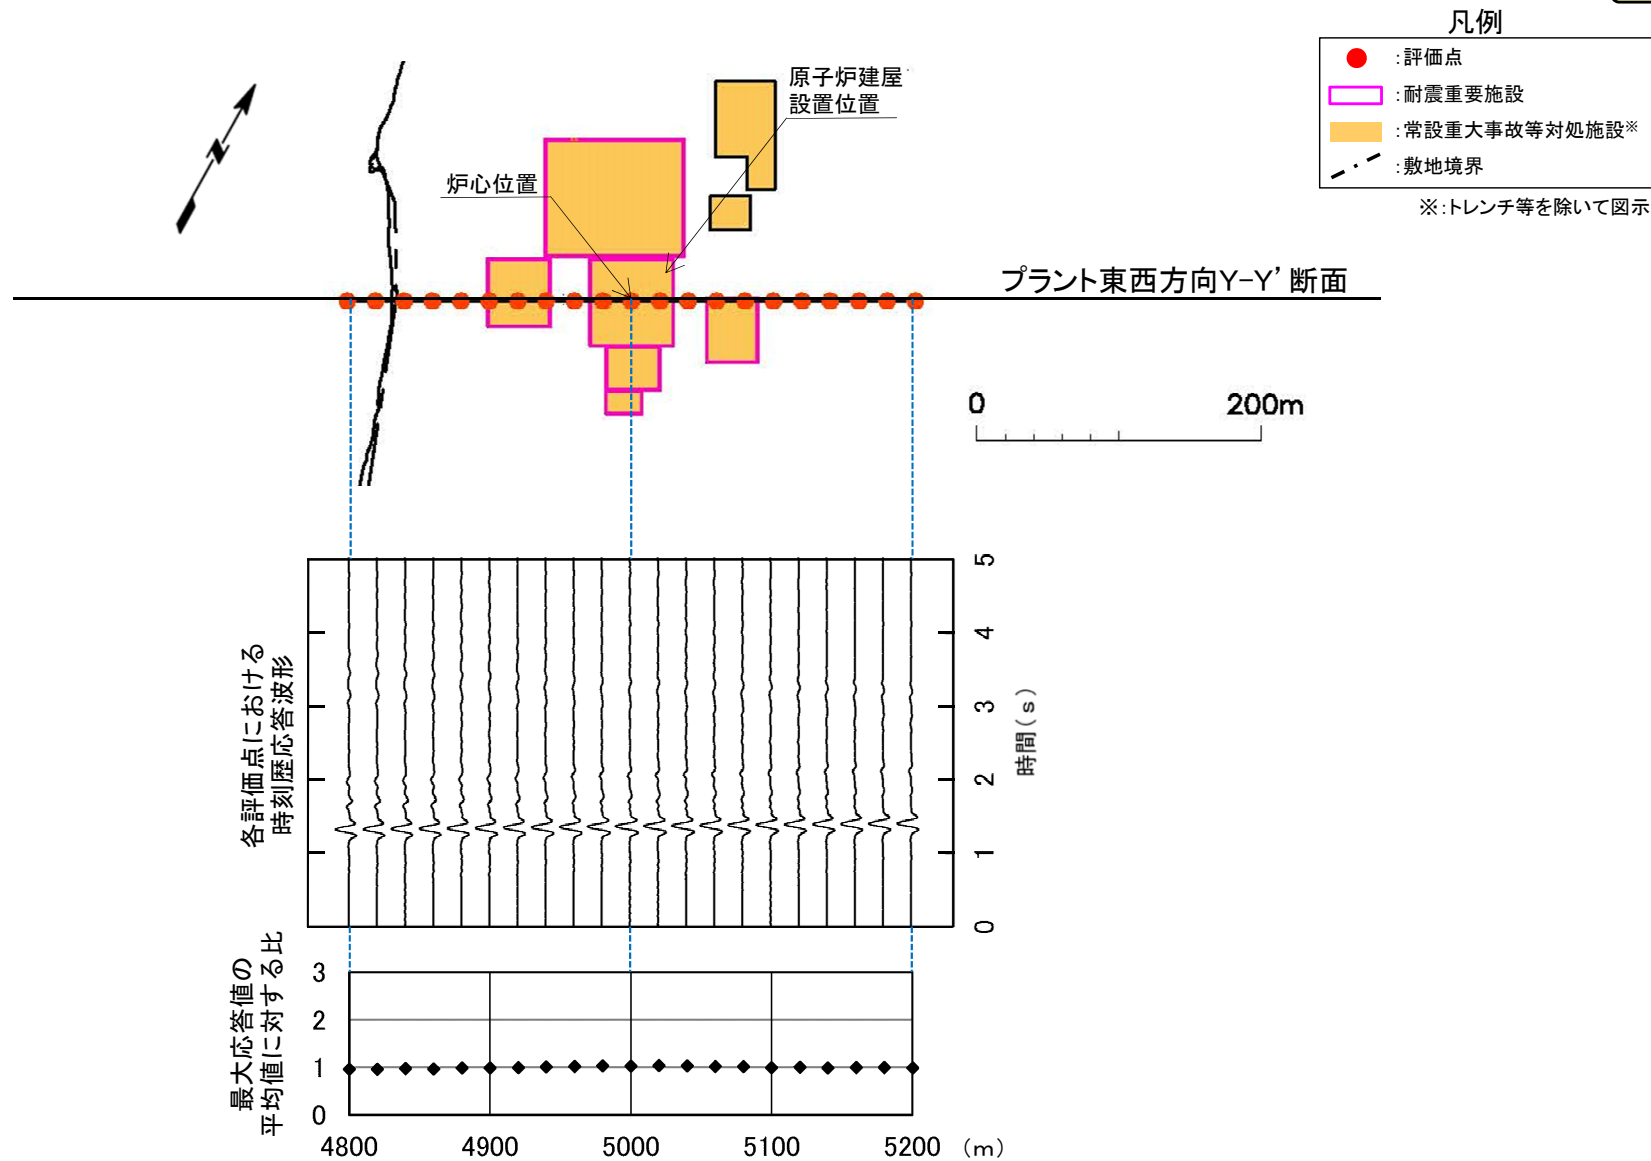 凡例
:評価点
:耐震重要施設
:常設重大事故等対処施設※
:敷地境界
※:トレンチ等を除いて図示
N
原子炉建屋
設置位置
炉心位置
プラント東西方向Y-Y’断面
0 200m
各評価点における
時刻歴応答波形
5
4
3
2
1
0
時間(s)
最大応答値の
平均値に対する比
3
2
1
0
4800 4900 5000 5100 5200 (m)